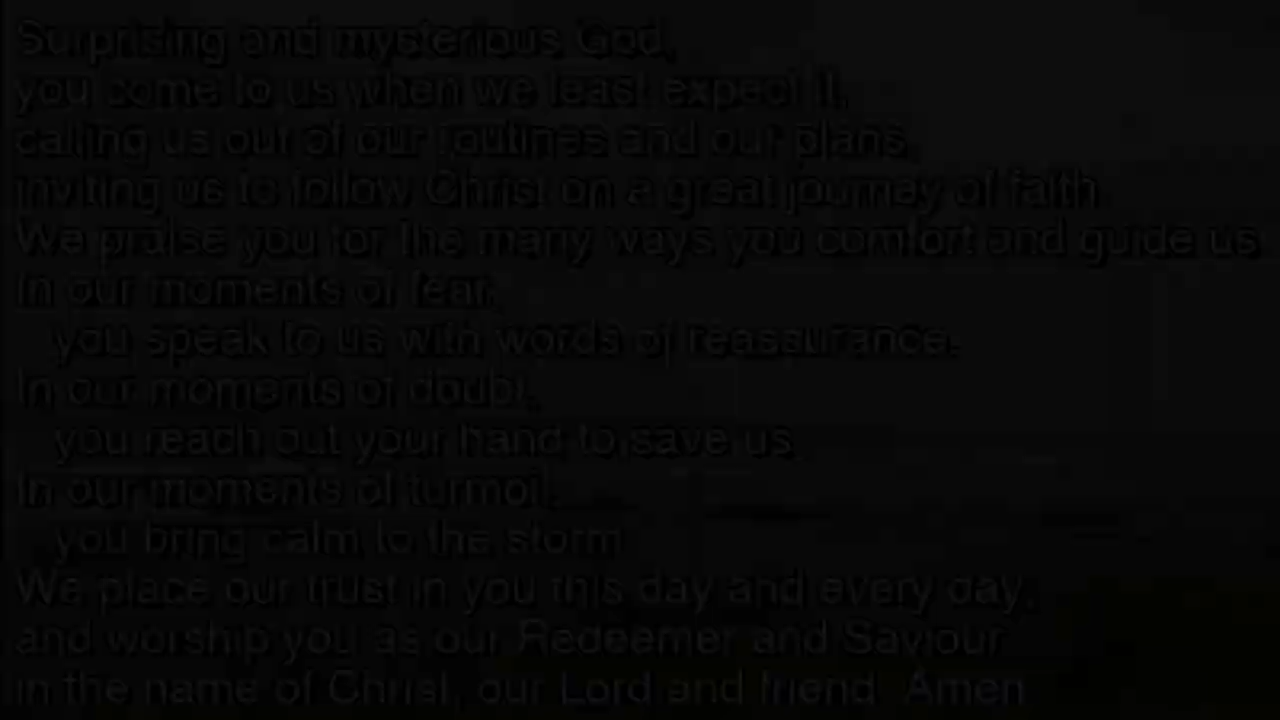 Surprising and mysterious God,
you come to us when we least expect it,
calling us out of our routines and our plans,
inviting us to follow Christ on a great journey of faith.
We praise you for the many ways you comfort and guide us.
In our moments of fear,
you speak to us with words of reassurance.
In our moments of doubt,
you reach out your hand to save us.
In our moments of turmoil,
you bring calm to the storm.
We place our trust in you this day and every day,
and worship you as our Redeemer and Saviour
in the name of Christ, our Lord and friend. Amen